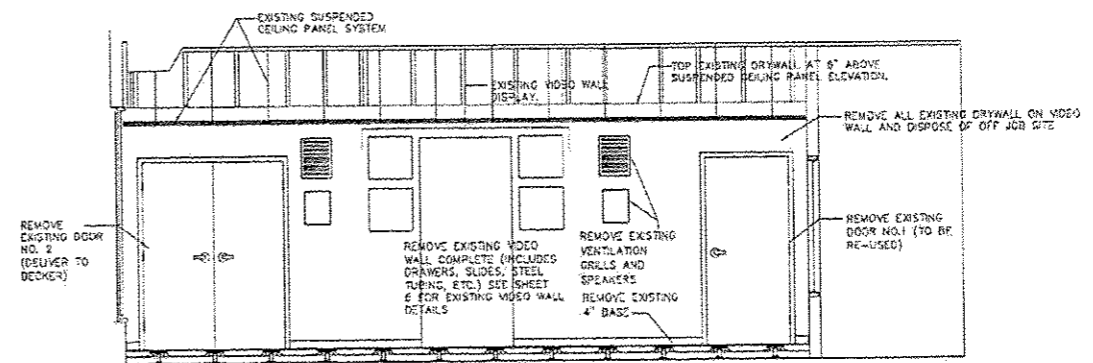 EXISTING SUSPENDED
CEILING PANEL SYSTEM
EXISTING VIDEO WALL
DISPLAY.
TOP EXISTING DRYWALL AT 6" ABOVE
SUSPENDED CEILING PANEL ELEVATION.
REMOVE ALL EXISTING DRYWALL ON VIDEO
WALL AND DISPOSE OF OFF JOB SITE
REMOVE
EXISTING DOOR
NO. 2
(DELIVER TO
DECKER)
REMOVE EXISTING VIDEO
WALL COMPLETE (INCLUDES
DRAWERS, SLIDES, STEEL
TUBING, ETC.) SEE SHEET
6 FOR EXISTING VIDEO WALL
DETAILS
REMOVE EXISTING
VENTILATION
GRILLS AND
SPEAKERS
REMOVE EXISTING
4" BASE
REMOVE EXISTING
DOOR NO.1 (TO BE
RE-USED)